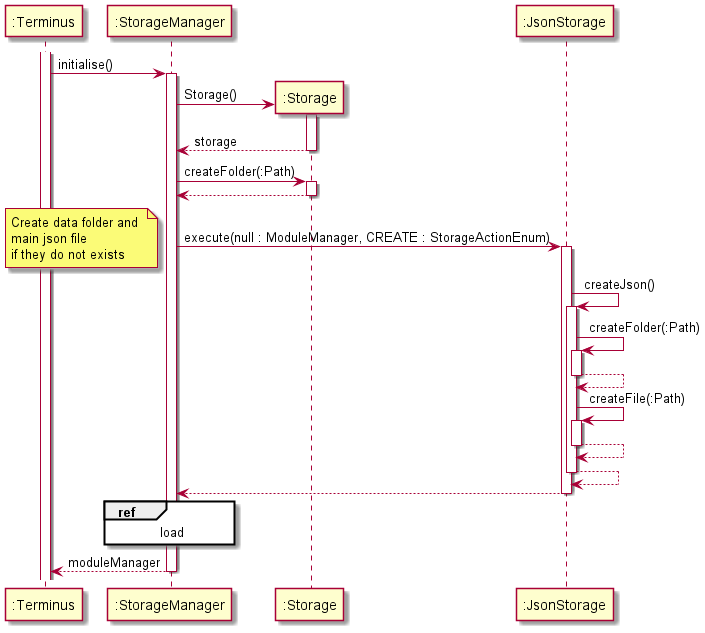 :Terminus
:StorageManager
:JsonStorage
initialise()
Storage()
:Storage
storage
createFolder(:Path)
Create data folder and
main json file
if they do not exists
execute(null : ModuleManager, CREATE : StorageActionEnum)
createJson()
createFolder(:Path)
createFile(:Path)
ref
load
moduleManager
:Terminus
:StorageManager
:Storage
:JsonStorage